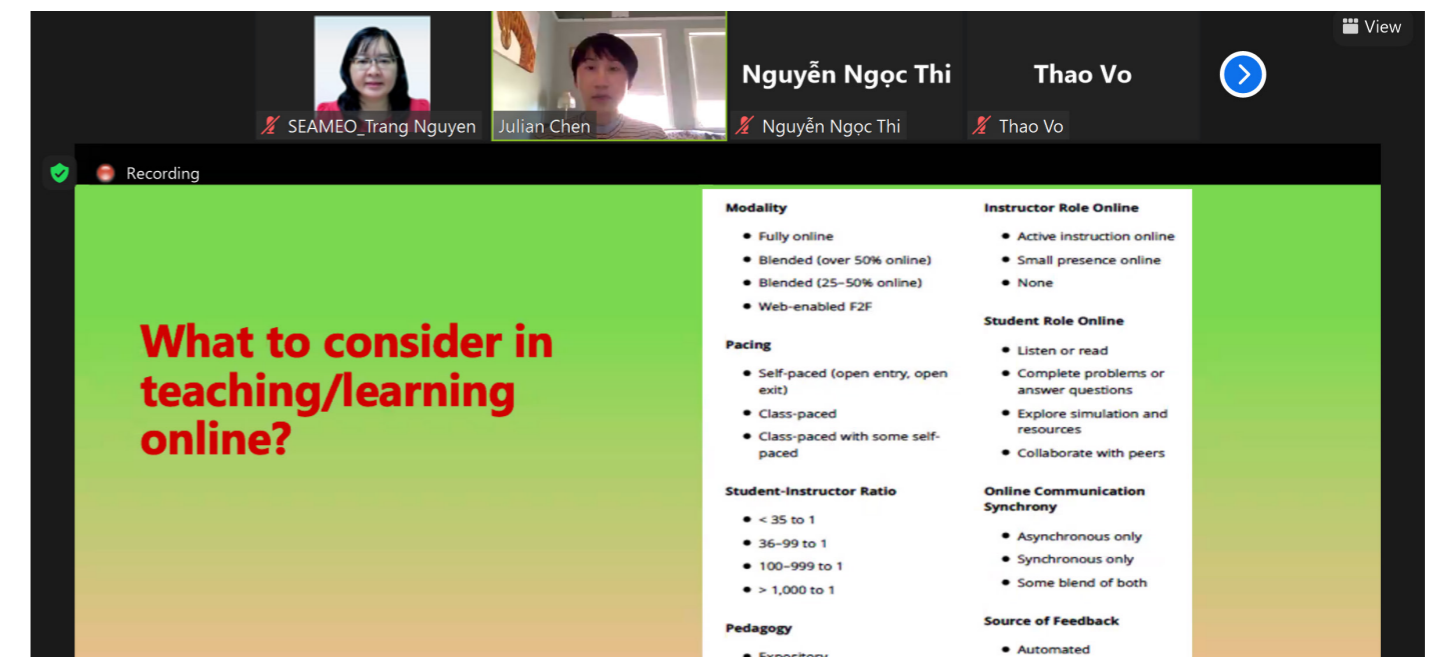 View
Nguyễn Ngọc Thi
Thao Vo
SEAMEO_Trang Nguyen
Julian Chen
Nguyễn Ngọc Thi
Thao Vo
Recording
What to consider in
teaching/learning
online?
Modality
• Fully online
• Blended (over 50% online)
• Blended (25–50% online)
• Web-enabled F2F
Pacing
• Self-paced (open entry, open
exit)
• Class-paced
• Class-paced with some self-
paced
Student-Instructor Ratio
• < 35 to 1
• 36–99 to 1
• 100–999 to 1
• > 1,000 to 1
Pedagogy
• Expository
Instructor Role Online
• Active instruction online
• Small presence online
• None
Student Role Online
• Listen or read
• Complete problems or
answer questions
• Explore simulation and
resources
• Collaborate with peers
Online Communication
Synchrony
• Asynchronous only
• Synchronous only
• Some blend of both
Source of Feedback
• Automated